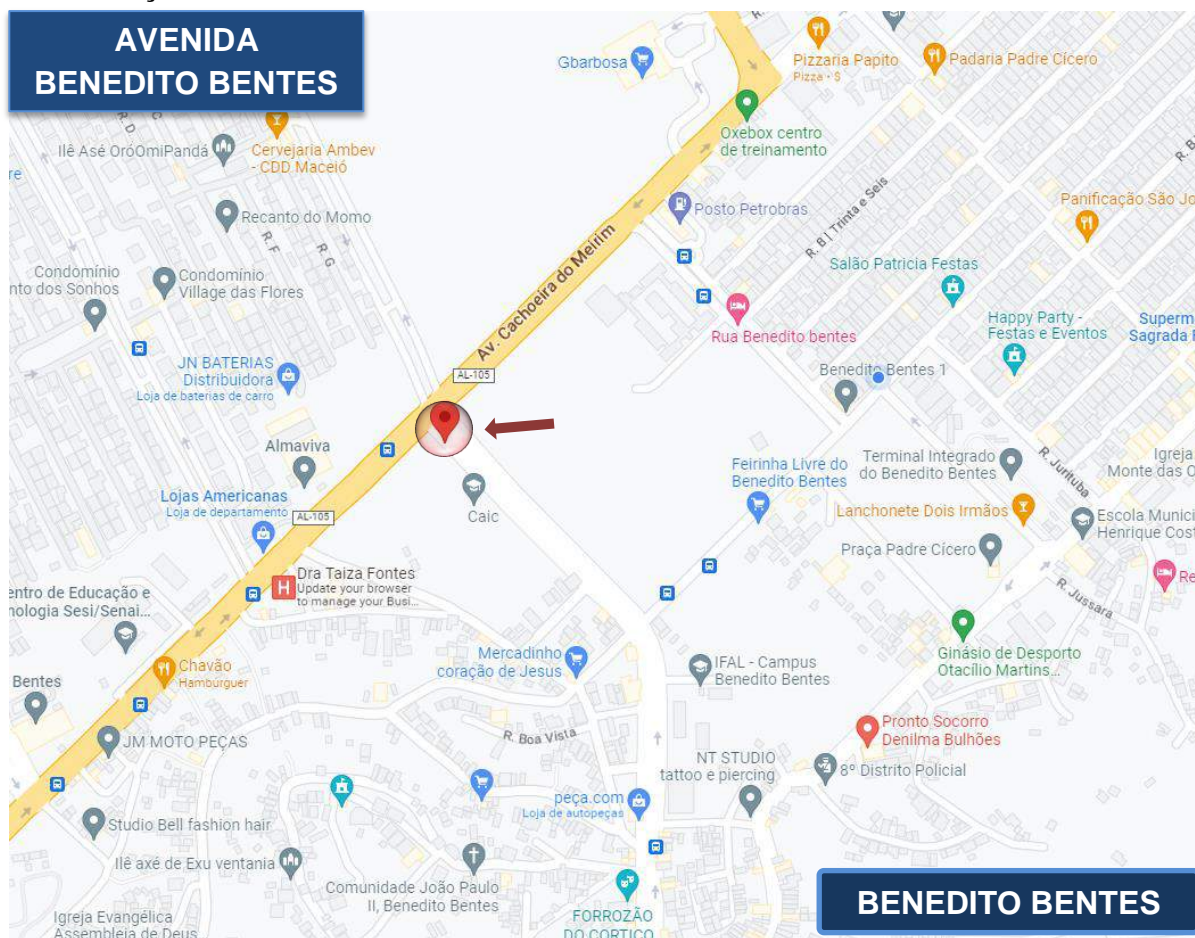 AVENIDA
BENEDITO BENTES
Gbarbosa
Pizzaria Papito
Pizza · $
Padaria Padre Cícero
Oxebox centro
de treinamento
R. D
Ilê Asé OróOmiPandá
Cervejaria Ambev
- CDD Maceió
Recanto do Momo
R. F
R. G
Posto Petrobras
R. B | Trinta e Seis
R. B
Panificação São Jo
Condomínio
nto dos Sonhos
Condomínio
Village das Flores
Av. Cachoeira do Meirim
Salão Patricia Festas
Rua Benedito bentes
Happy Party -
Festas e Eventos
Superm
Sagrada
JN BATERIAS
Distribuidora
Loja de baterias de carro
AL-105
Benedito Bentes 1
Almaviva
Lojas Americanas
Loja de departamento
AL-105
Caic
Feirinha Livre do
Benedito Bentes
Terminal Integrado
do Benedito Bentes
R. Jurituba
Igreja
Monte das O
Lanchonete Dois Irmãos
Escola Munici
Henrique Cost
Praça Padre Cícero
Re
R. Jussara
Dra Taiza Fontes
Update your browser
to manage your Busi...
entro de Educação e
nologia Sesi/Senai...
Chavão
Hamburguer
Mercadinho
coração de Jesus
IFAL - Campus
Benedito Bentes
Ginásio de Desporto
Otacílio Martins...
Bentes
JM MOTO PEÇAS
R. Boa Vista
Pronto Socorro
Denilma Bulhões
NT STUDIO
tattoo e piercing
8º Distrito Policial
peça.com
Loja de autopeças
Studio Bell fashion hair
Ilê axé de Exu ventania
Comunidade João Paulo
II, Benedito Bentes
Igreja Evangélica
Assembleia de Deus
FORROZÃO
DO CORTIÇO
BENEDITO BENTES